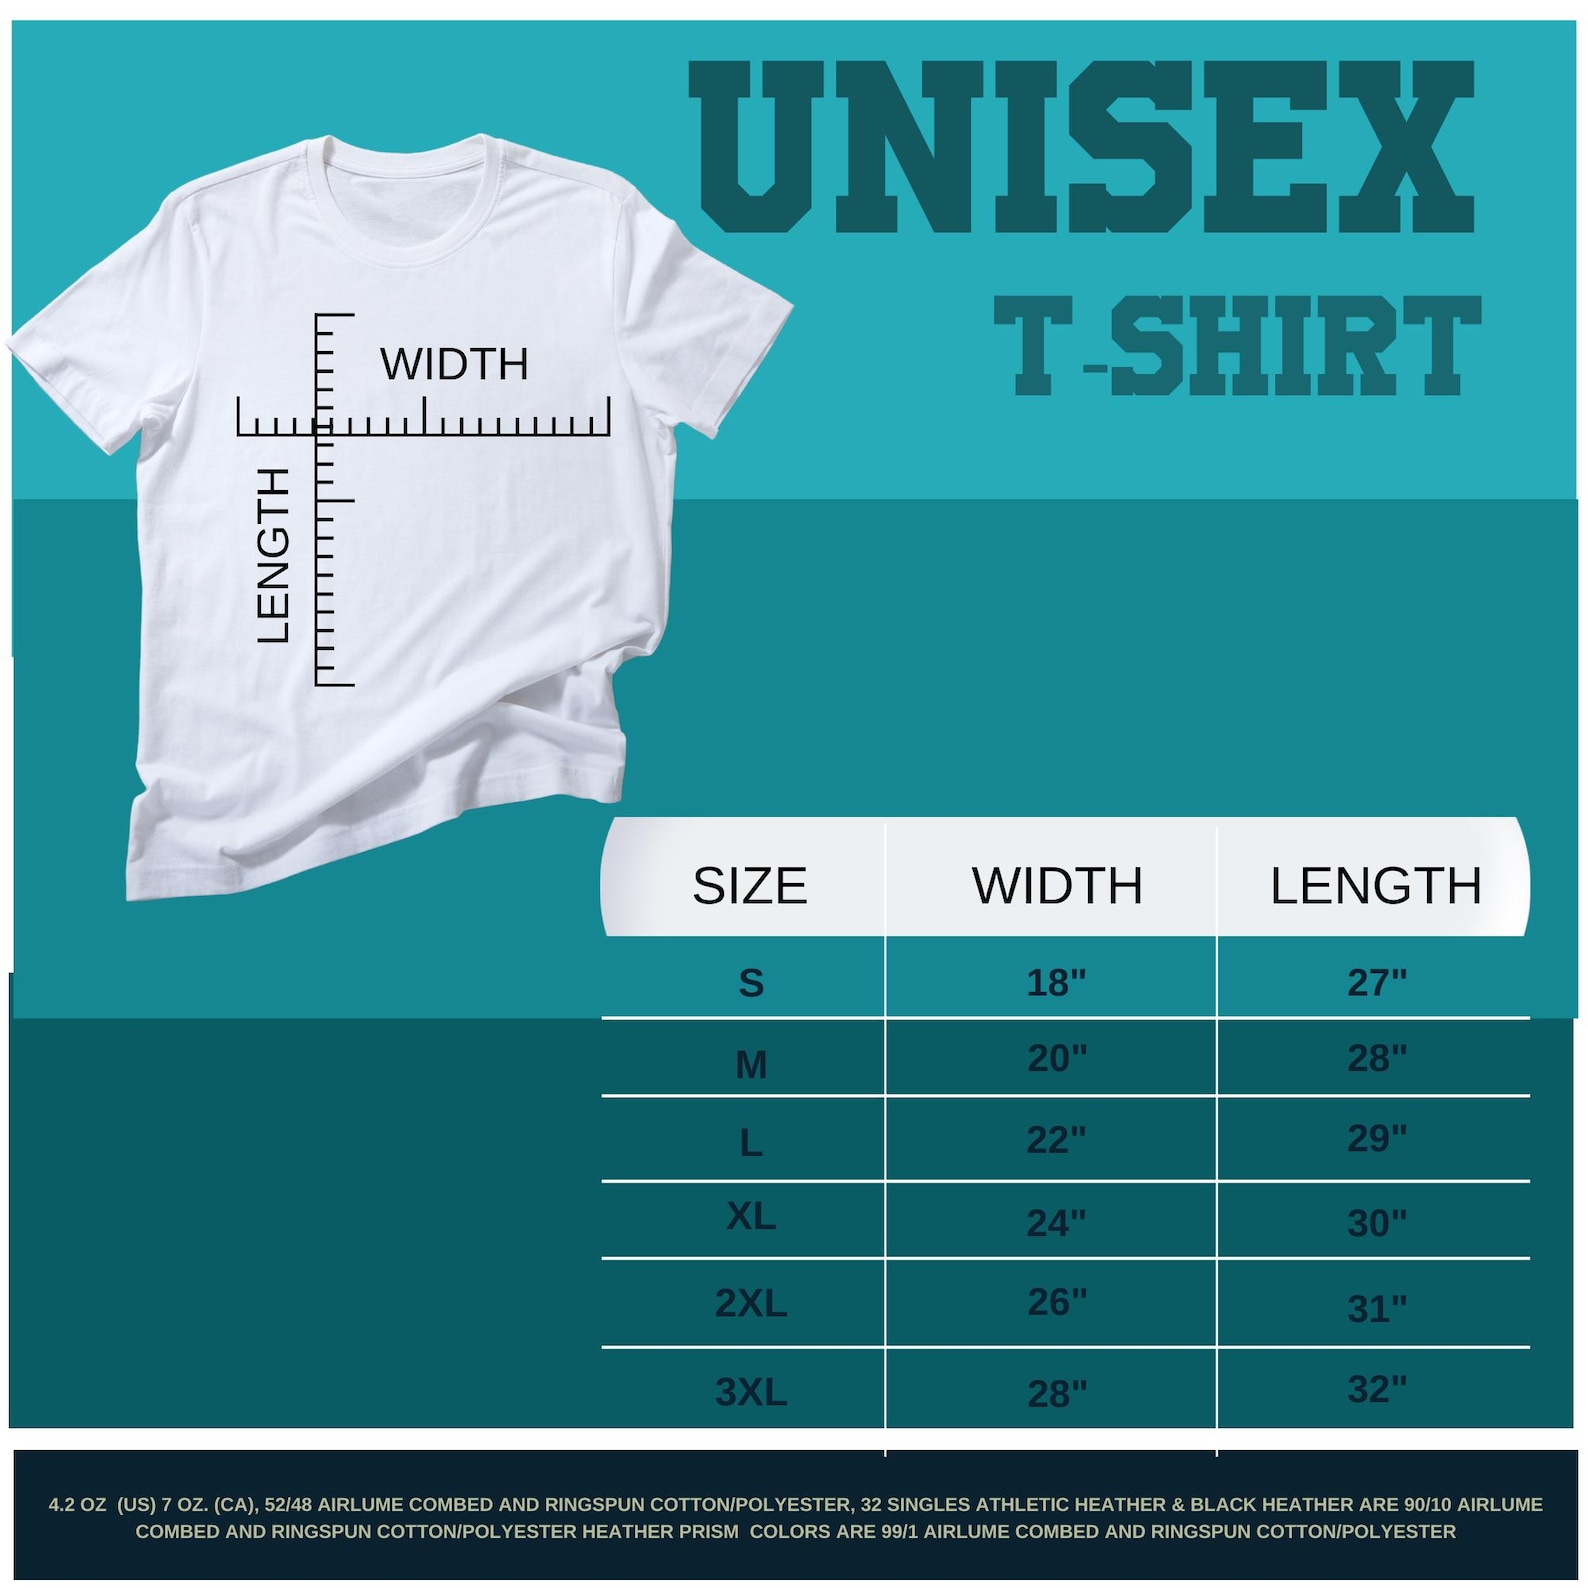 UNISEX
T-SHIRT
WIDTH
LENGTH
SIZE WIDTH LENGTH
S 18" 27"
M 20" 28"
L 22" 29"
XL 24" 30"
2XL 26" 31"
3XL 28" 32"
4.2 OZ (US) 7 OZ. (CA), 52/48 AIRLUME COMBED AND RINGSPUN COTTON/POLYESTER, 32 SINGLES ATHLETIC HEATHER & BLACK HEATHER ARE 90/10 AIRLUME
COMBED AND RINGSPUN COTTON/POLYESTER HEATHER PRISM COLORS ARE 99/1 AIRLUME COMBED AND RINGSPUN COTTON/POLYESTER